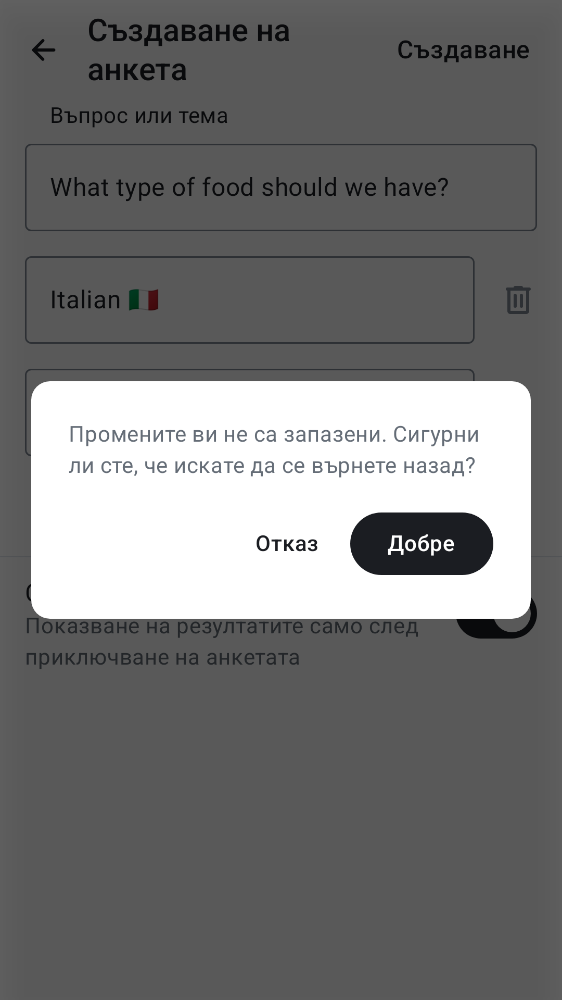 Създаване на
анкета
Създаване
Въпрос или тема
What type of food should we have?
Italian 🇮🇹
Промените ви не са запазени. Сигурни
ли сте, че искате да се върнете назад?
Отказ
Добре
Показване на резултатите само след
приключване на анкетата